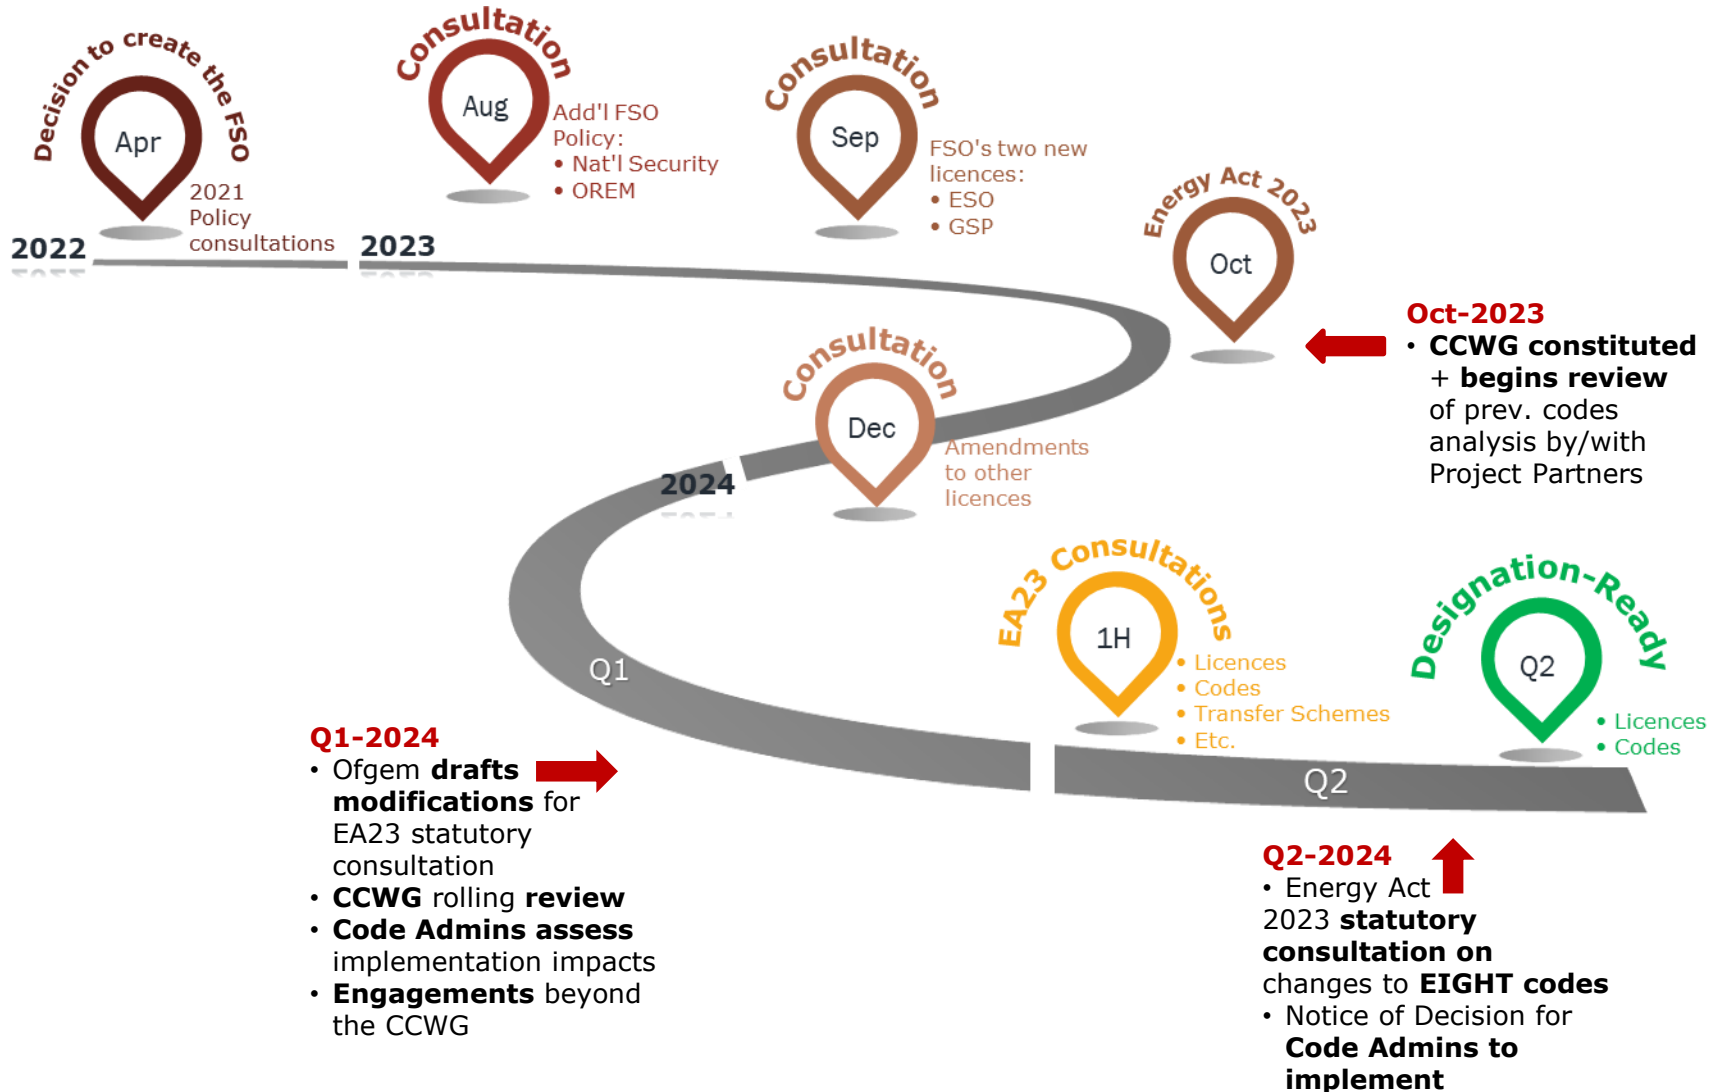 Decision to create the FSO
Apr
2021
Policy
consultations
2022
Consultation
Aug
Add'l FSO
Policy:
• Nat'l Security
• OREM
2023
Consultation
Sep
FSO's two new
licences:
• ESO
• GSP
Energy Act 2023
Oct
Oct-2023
• CCWG constituted
+ begins review
of prev. codes
analysis by/with
Project Partners
Consultation
Dec
Amendments
to other
licences
2024
Q1
EA23 Consultations
1H
• Licences
• Codes
• Transfer Schemes
• Etc.
Designation-Ready
Q2
• Licences
• Codes
Q2
Q1-2024
• Ofgem drafts
modifications for
EA23 statutory
consultation
• CCWG rolling review
• Code Admins assess
implementation impacts
• Engagements beyond
the CCWG
Q2-2024
• Energy Act
2023 statutory
consultation on
changes to EIGHT codes
• Notice of Decision for
Code Admins to
implement